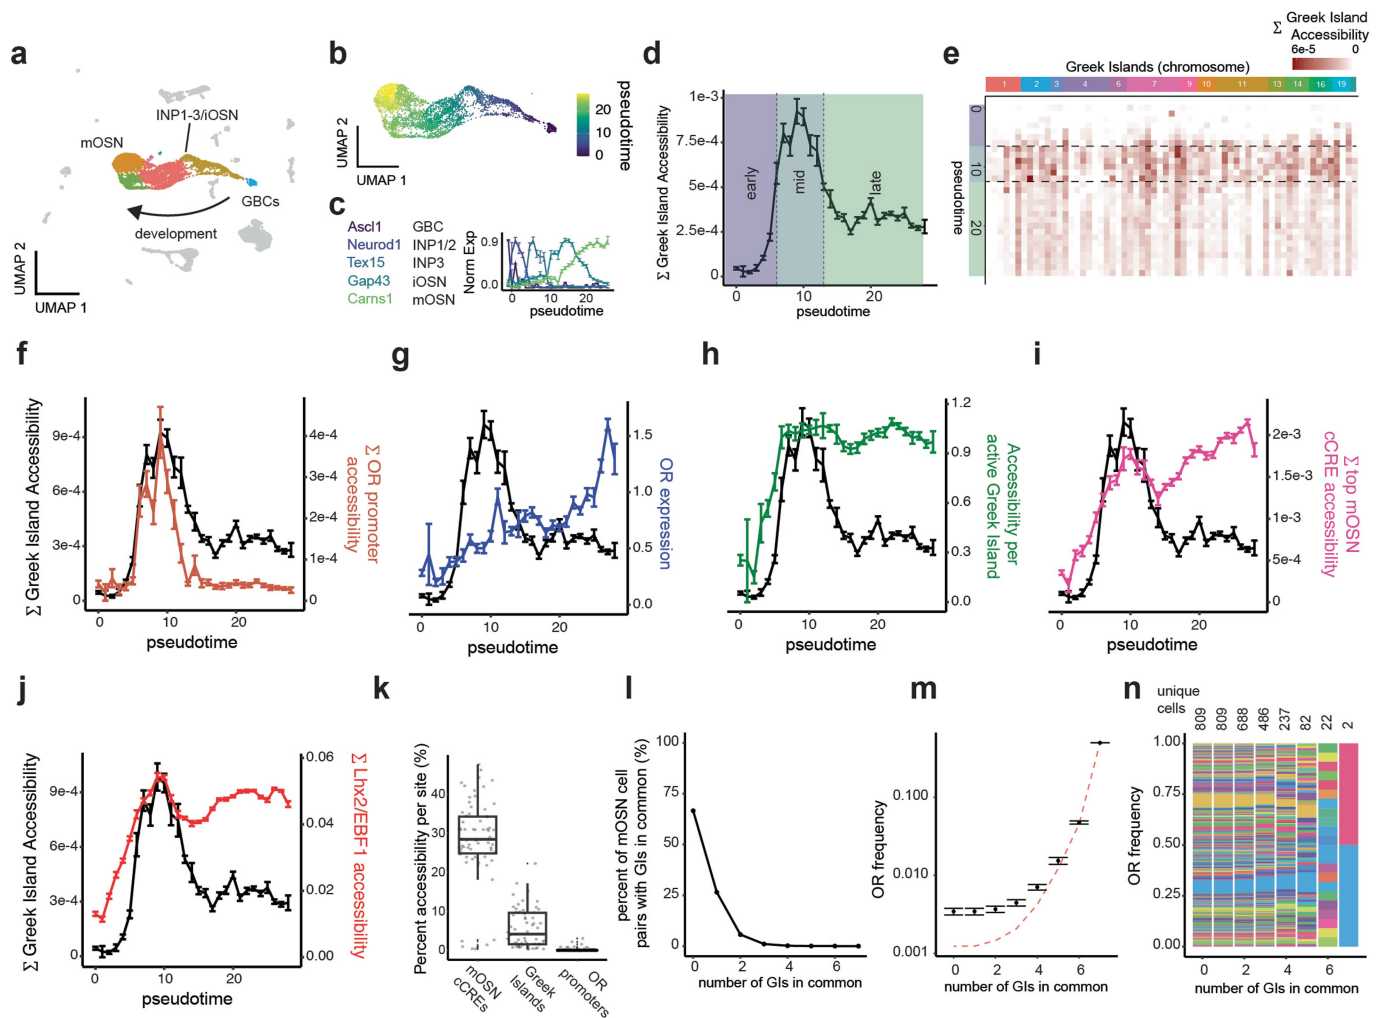 a
INP1-3/iOSN
mOSN
GBCs
development
UMAP 2
UMAP 1
b
UMAP 2
UMAP 1
pseudotime
20
10
0
c
Ascl1 GBC
Neurod1 INP1/2
Tex15 INP3
Gap43 iOSN
Carns1 mOSN
Norm Exp
0.9
0.0
0 10 20
pseudotime
d
Σ Greek Island Accessibility
1e-3
7.5e-4
5e-4
2.5e-4
0
early
mid
late
0 10 20
pseudotime
e
Σ Greek Island
Accessibility
6e-5 0
Greek Islands (chromosome)
1 2 3 4 6 7 9 10 11 13 14 16 19
0
10
20
pseudotime
f
Σ Greek Island Accessibility
9e-4
6e-4
3e-4
0
4e-4
3e-4
2e-4
1e-4
0
Σ OR promoter
accessibility
0 10 20
pseudotime
g
1.5
1.0
0.5
0.0
OR expression
0 10 20
pseudotime
h
1.2
0.9
0.6
0.3
0.0
Accessibility per
active Greek Island
0 10 20
pseudotime
i
2e-3
1.5e-3
1e-3
5e-4
0
Σ top mOSN
cCRE accessibility
0 10 20
pseudotime
j
Σ Greek Island Accessibility
9e-4
6e-4
3e-4
0
0.06
0.04
0.02
0.00
Σ Lhx2/EBF1 accessibility
0 10 20
pseudotime
k
Percent accessibility per site (%)
40
30
20
10
0
mOSN
cCREs
Greek
Islands
OR
promoters
l
percent of mOSN cell
pairs with GIs in common (%)
100
75
50
25
0
0 2 4 6
number of GIs in common
m
OR frequency
0.100
0.010
0.001
0 2 4 6
number of GIs in common
n
unique
cells
809 809 688 486 237 82 22 2
OR frequency
1.00
0.75
0.50
0.25
0.00
0 2 4 6
number of GIs in common